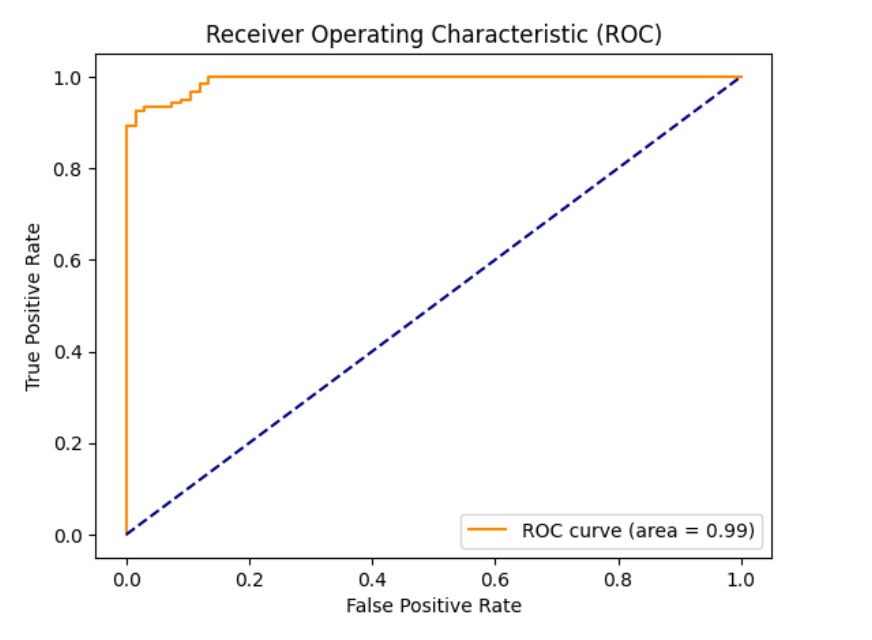 Receiver Operating Characteristic (ROC)
True Positive Rate
1.0
0.8
0.6
0.4
0.2
0.0
ROC curve (area = 0.99)
0.0 0.2 0.4 0.6 0.8 1.0
False Positive Rate